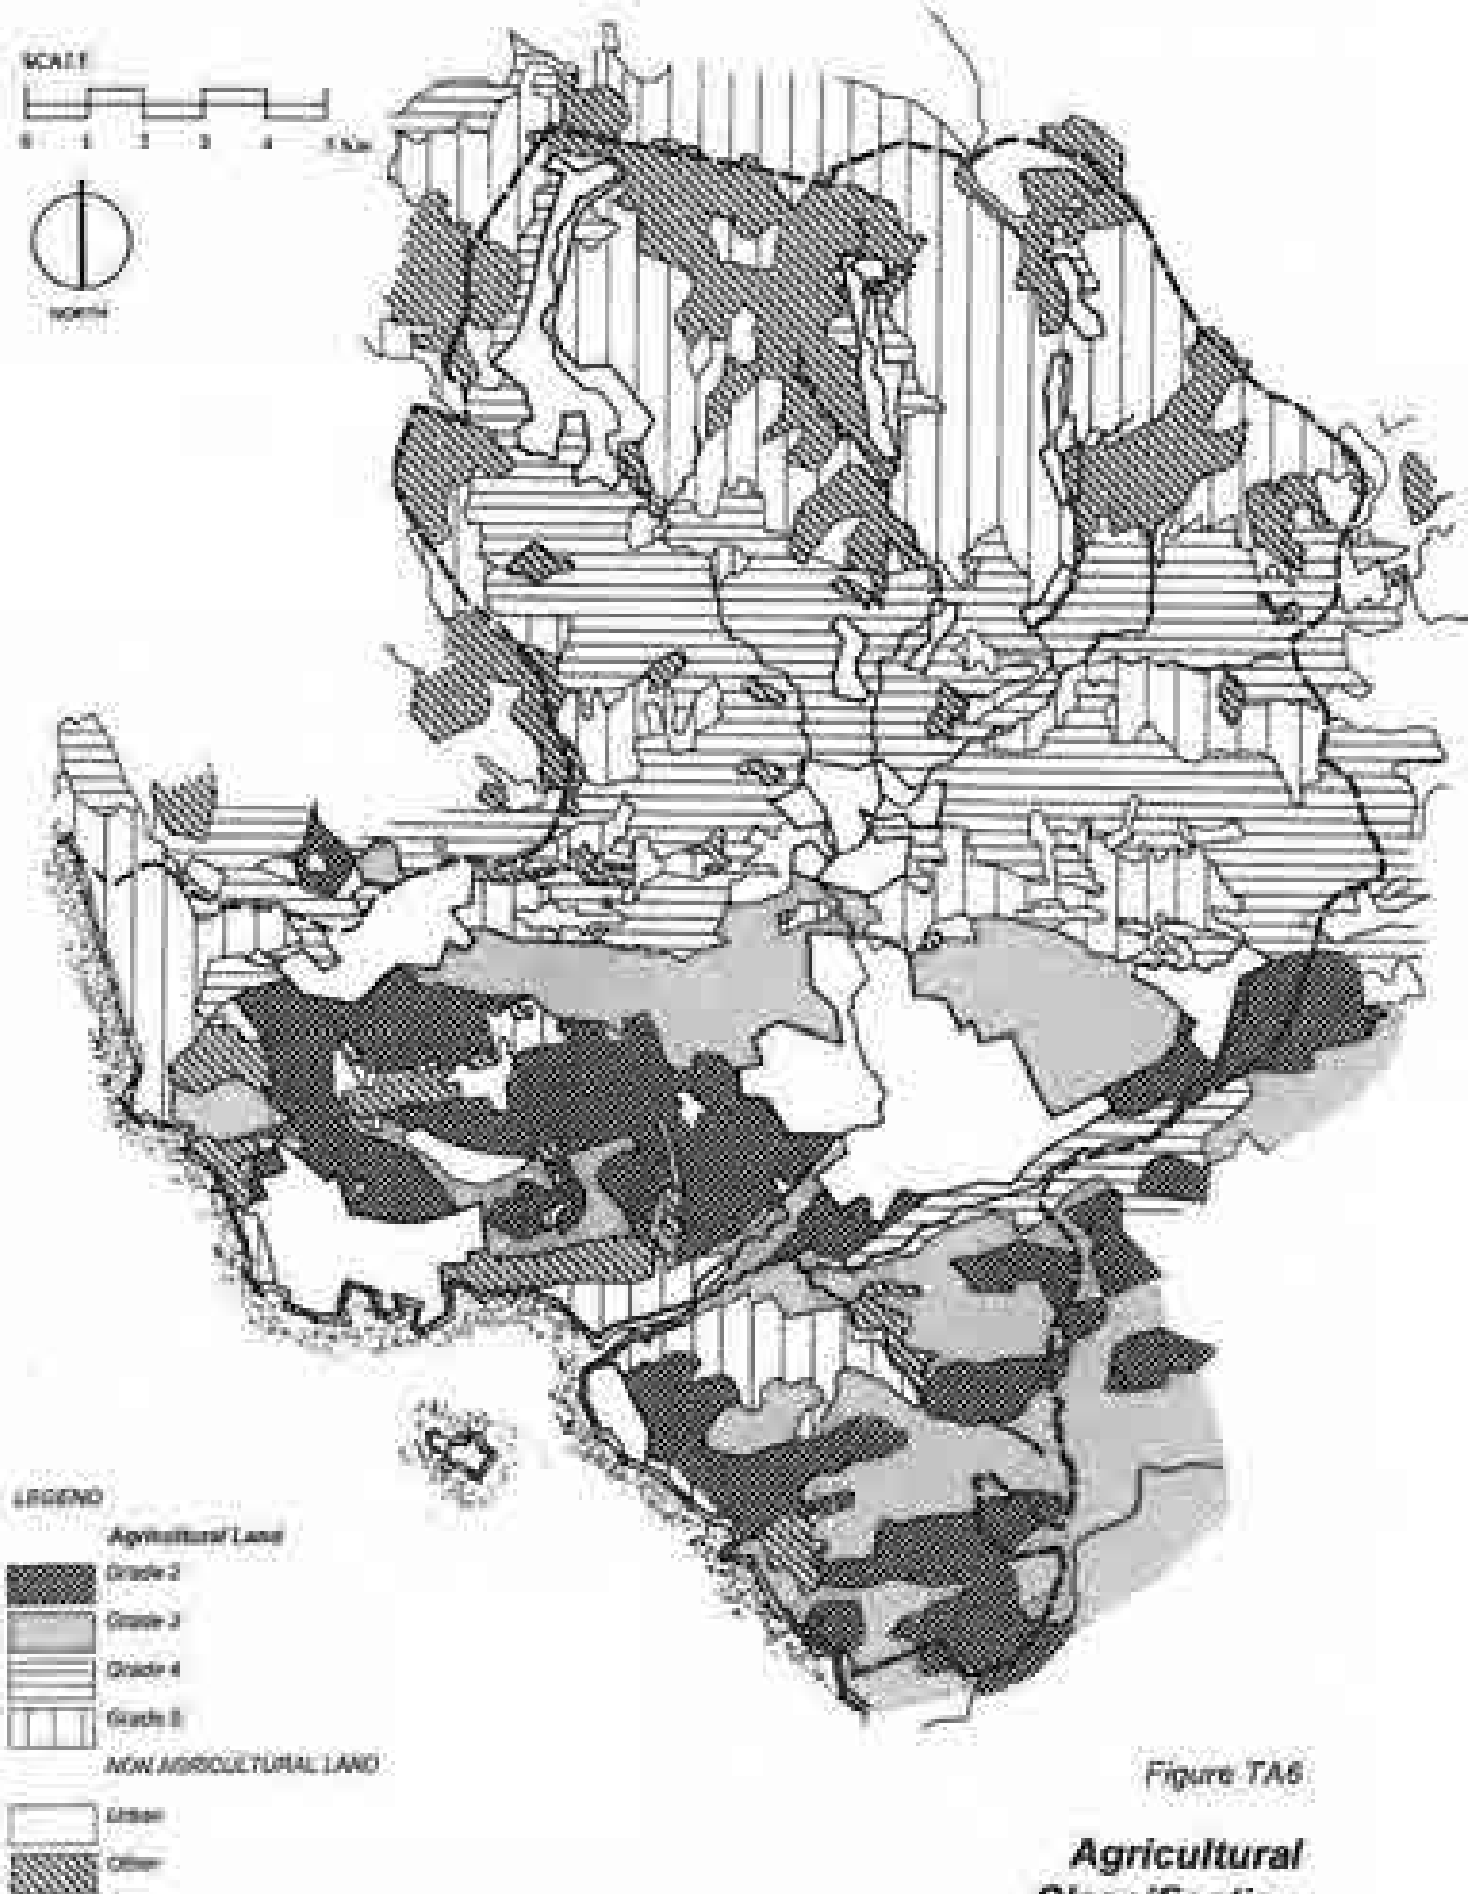 SCALE
0 1 2 3 4 5 Km
NORTH
LEGEND
Agricultural Land
Grade 2
Grade 3
Grade 4
Grade 5
NON AGRICULTURAL LAND
Urban
Other
Figure TA6
Agricultural